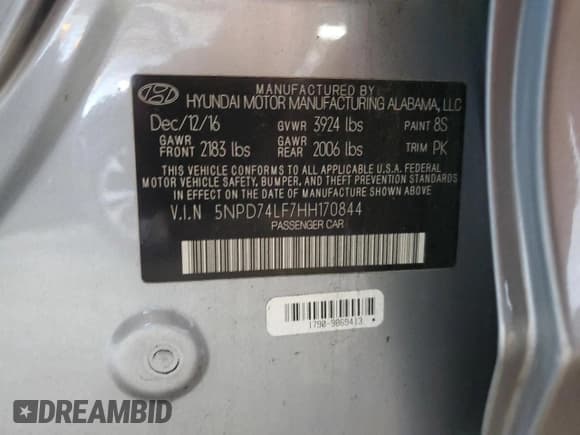 MANUFACTURED BY
HYUNDAI MOTOR MANUFACTURING ALABAMA, LLC
Dec/12/16 GVWR 3924 lbs PAINT 8S
GAWR FRONT 2183 lbs GAWR REAR 2006 lbs TRIM PK
THIS VEHICLE CONFORMS TO ALL APPLICABLE U.S.A. FEDERAL
MOTOR VEHICLE SAFETY, BUMPER, AND THEFT PREVENTION STANDARDS
IN EFFECT ON THE DATE OF MANUFACTURE SHOWN ABOVE.
V.I.N 5NPD74LF7HH170844
PASSENGER CAR
1790-9869413
DREAMBID